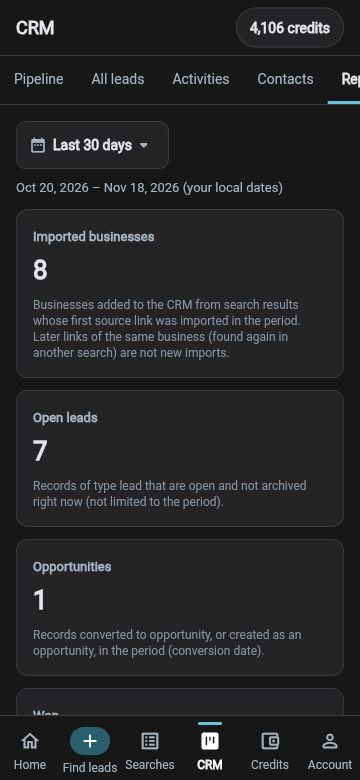 CRM
4,106 credits
Pipeline
All leads
Activities
Contacts
Last 30 days
Oct 20, 2026 – Nov 18, 2026 (your local dates)
Imported businesses
8
Businesses added to the CRM from search results
whose first source link was imported in the period.
Later links of the same business (found again in
another search) are not new imports.
Open leads
7
Records of type lead that are open and not archived
right now (not limited to the period).
Opportunities
1
Records converted to opportunity, or created as an
opportunity, in the period (conversion date).
Home
Find leads
Searches
CRM
Credits
Account